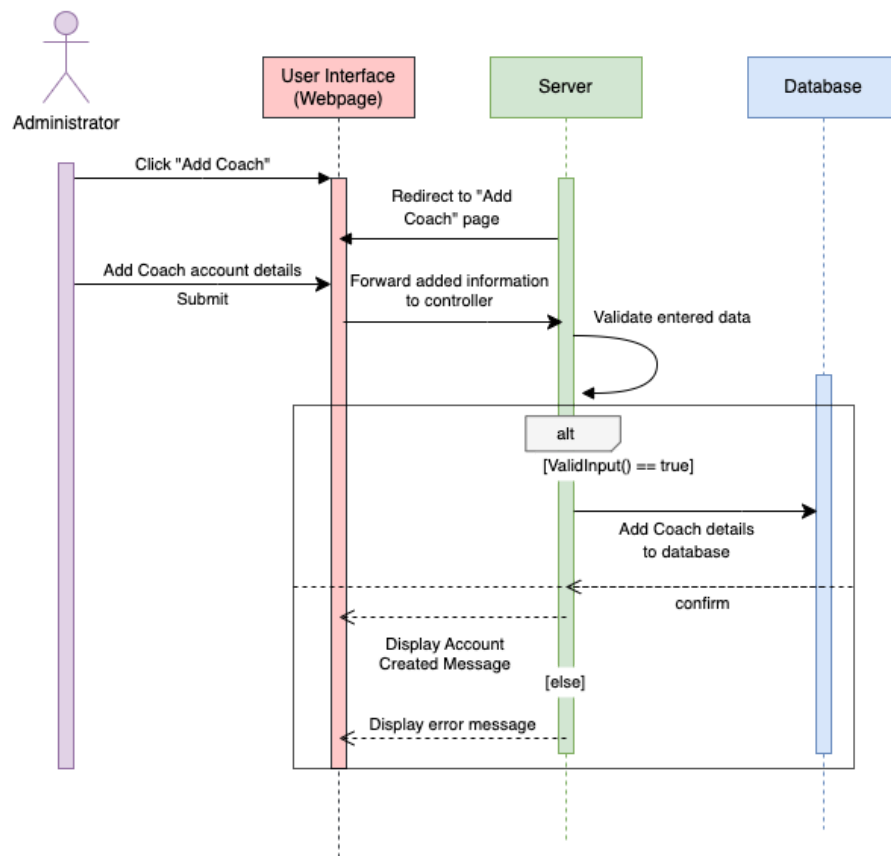 Administrator
User Interface
(Webpage)
Server
Database
Click "Add Coach"
Redirect to "Add
Coach" page
Add Coach account details
Submit
Forward added information
to controller
Validate entered data
alt
[ValidInput() == true]
Add Coach details
to database
confirm
Display Account
Created Message
[else]
Display error message